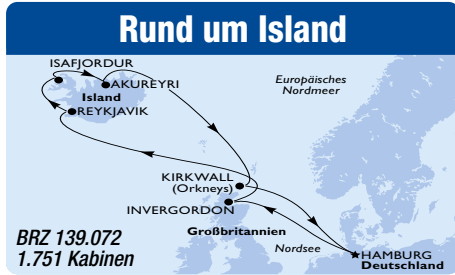 Rund um Island
ISAFJORDUR
AKUREYRI
Island
REYKJAVIK
Europäisches
Nordmeer
KIRKWALL
(Orkneys)
INVERGORDON
Großbritannien
Nordsee
HAMBURG
Deutschland
BRZ 139.072
1.751 Kabinen